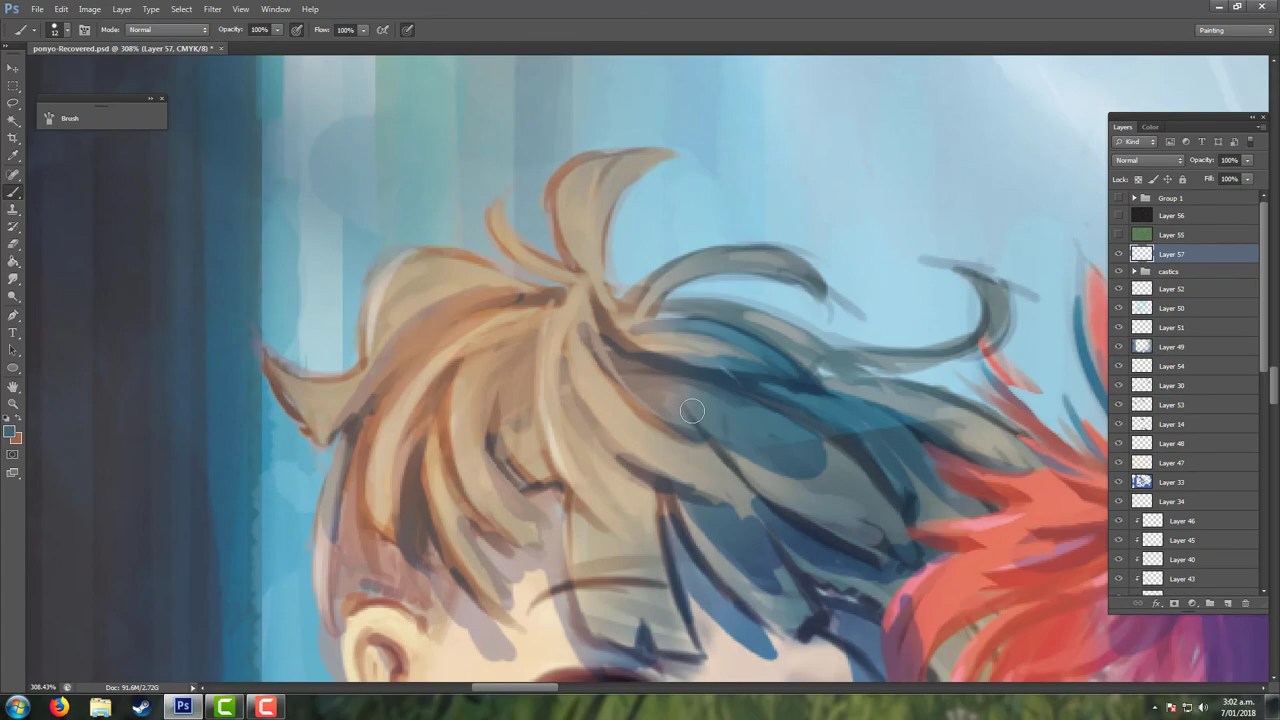 Ps File Edit Image Layer Type Select Filter View Window Help
12 Mode: Normal Opacity: 100% Flow: 100% Painting
ponyo-Recovered.psd @ 308% (Layer 57, CMYK/8) *
Brush
Layers Color
Kind
Normal Opacity: 100%
Lock: Fill: 100%
Group 1
Layer 56
Layer 55
Layer 57
castics
Layer 52
Layer 50
Layer 51
Layer 49
Layer 54
Layer 30
Layer 53
Layer 14
Layer 48
Layer 47
Layer 33
Layer 34
Layer 46
Layer 45
Layer 40
Layer 43
fx
308.43% Doc: 91.6M/2.72G
Ps
3:02 a.m.
7/01/2018